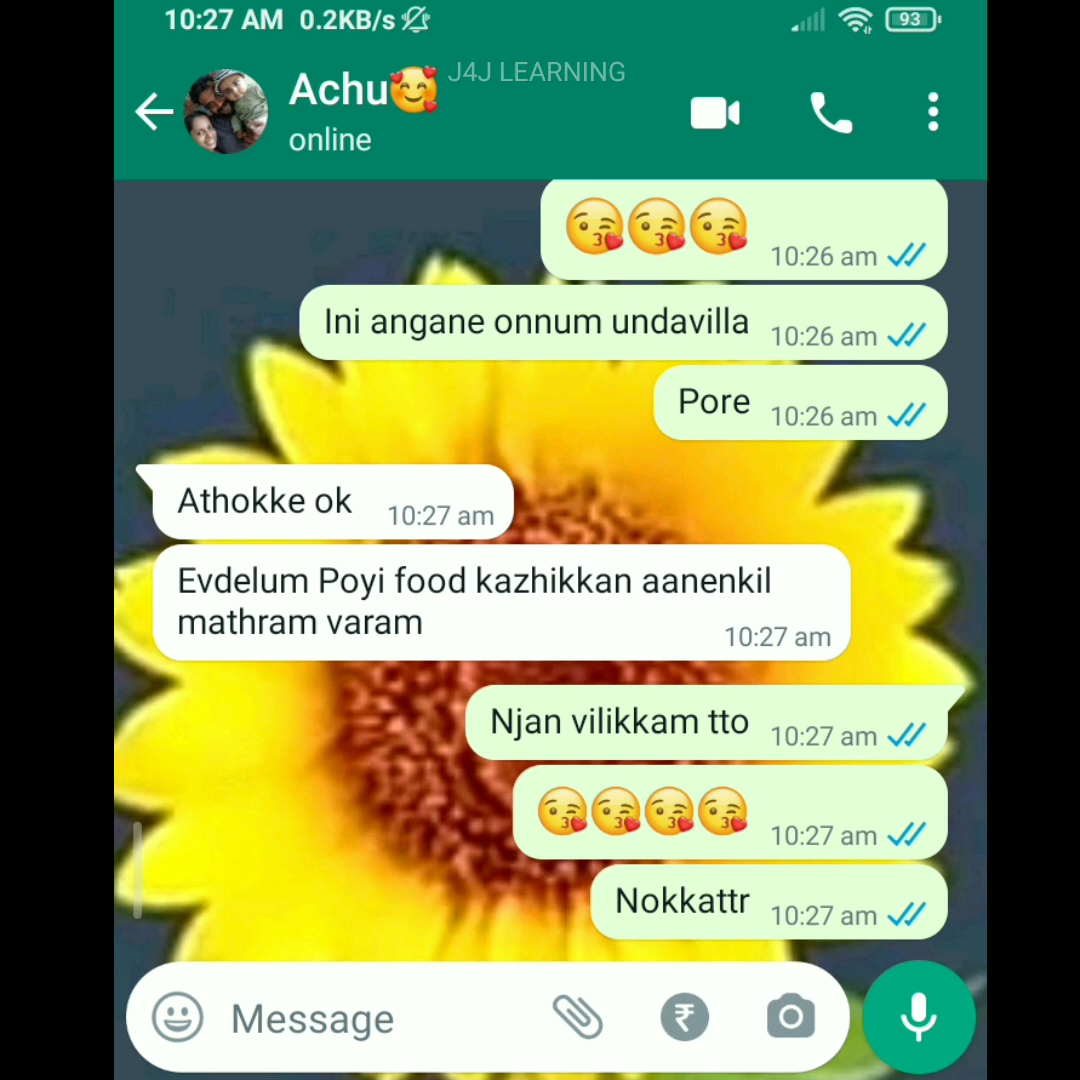 10:27 AM 0.2KB/s 93
J4J LEARNING
Achu🥰
online
😘😘😘 10:26 am
Ini angane onnum undavilla 10:26 am
Pore 10:26 am
Athokke ok 10:27 am
Evdelum Poyi food kazhikkan aanenkil
mathram varam 10:27 am
Njan vilikkam tto 10:27 am
😘😘😘😘 10:27 am
Nokkattr 10:27 am
Message ₹